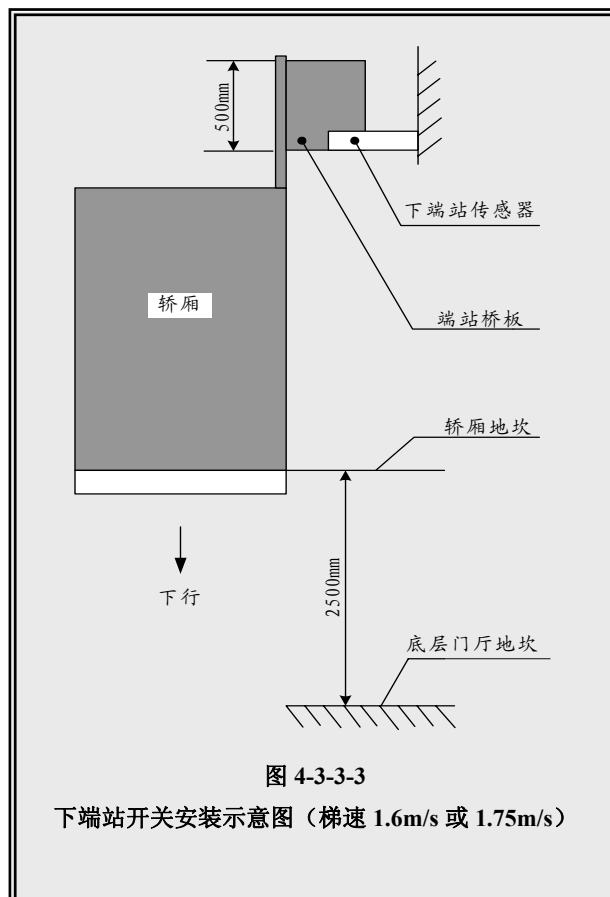 500mm
下端站传感器
轿厢
端站桥板
轿厢地坎
2500mm
下行
底层门厅地坎
图 4-3-3-3
下端站开关安装示意图（梯速 1.6m/s 或 1.75m/s）